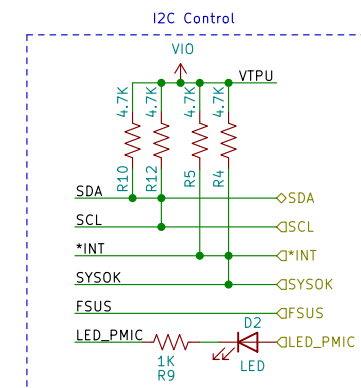 I2C Control
VIO
VTPU
4.7K
4.7K
4.7K
4.7K
R10
R12
R5
R4
SDA
SDA
SCL
SCL
*INT
*INT
SYSOK
SYSOK
FSUS
FSUS
D2
LED_PMIC
LED_PMIC
1K
LED
R9